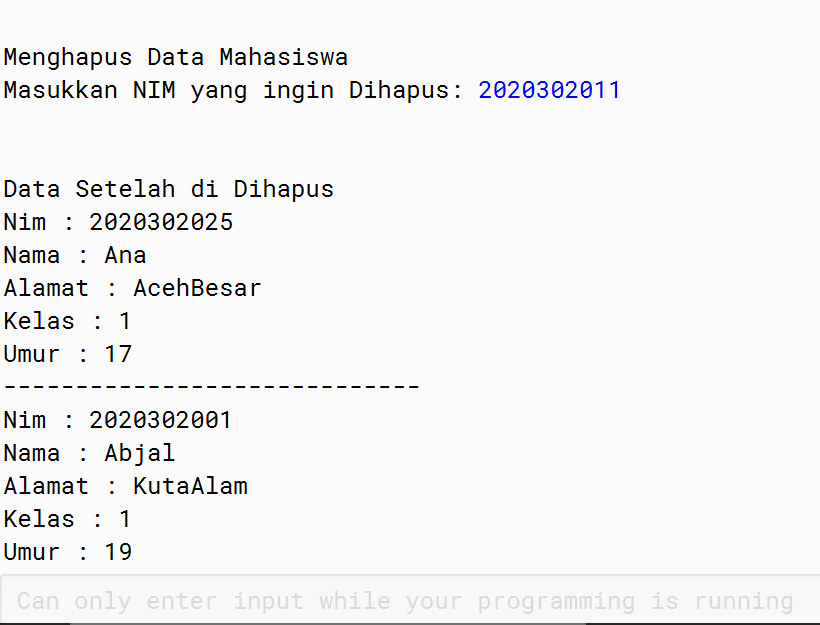 Menghapus Data Mahasiswa
Masukkan NIM yang ingin Dihapus: 2020302011
Data Setelah di Dihapus
Nim : 2020302025
Nama : Ana
Alamat : AcehBesar
Kelas : 1
Umur : 17
-----------------------------
Nim : 2020302001
Nama : Abjal
Alamat : KutaAlam
Kelas : 1
Umur : 19
Can only enter input while your programming is running